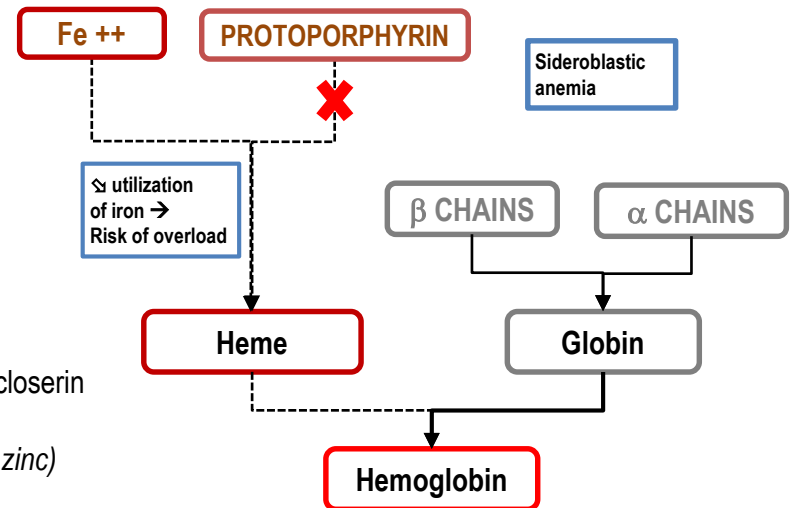 Fe ++
PROTOPORPHYRIN
Sideroblastic
anemia
⇘ utilization
of iron →
Risk of overload
β CHAINS
α CHAINS
Heme
Globin
closerin
zinc)
Hemoglobin